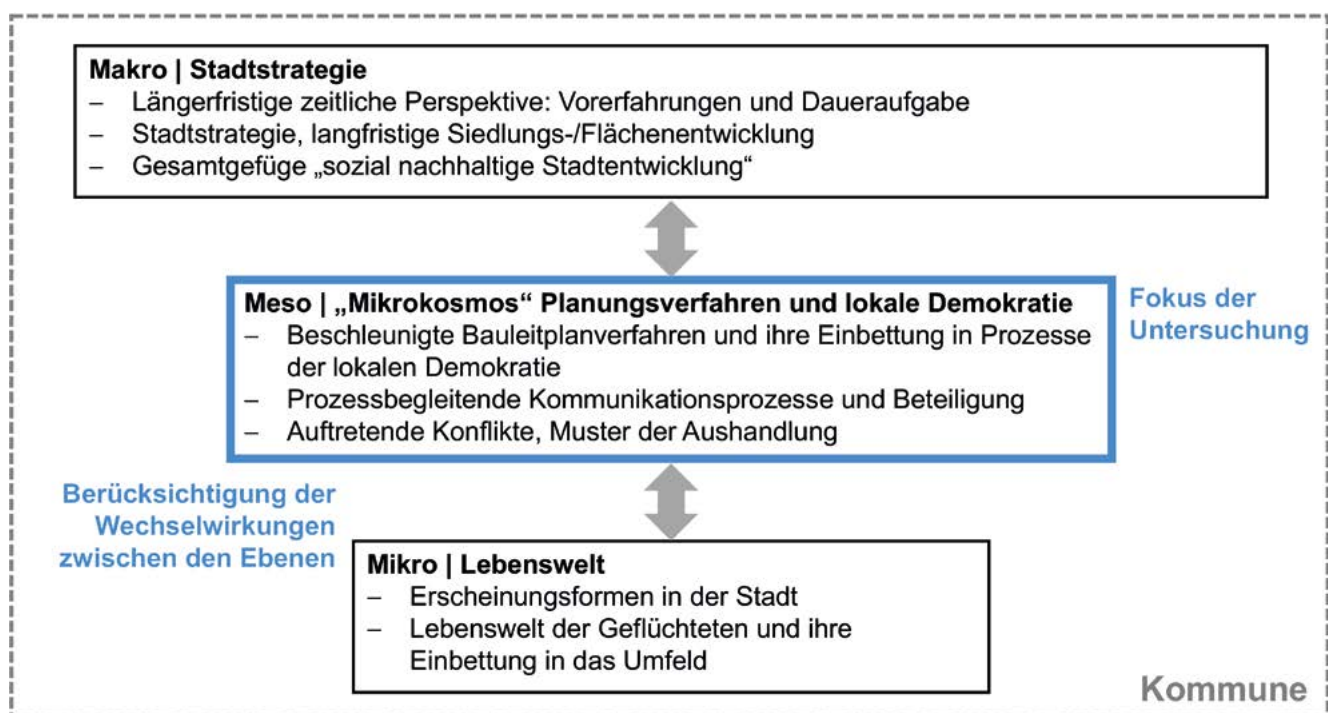 Makro | Stadtstrategie
– Längerfristige zeitliche Perspektive: Vorerfahrungen und Daueraufgabe
– Stadtstrategie, langfristige Siedlungs-/Flächenentwicklung
– Gesamtgefüge „sozial nachhaltige Stadtentwicklung“
Meso | „Mikrokosmos“ Planungsverfahren und lokale Demokratie
– Beschleunigte Bauleitplanverfahren und ihre Einbettung in Prozesse
der lokalen Demokratie
– Prozessbegleitende Kommunikationsprozesse und Beteiligung
– Auftretende Konflikte, Muster der Aushandlung
Fokus der
Untersuchung
Berücksichtigung der
Wechselwirkungen
zwischen den Ebenen
Mikro | Lebenswelt
– Erscheinungsformen in der Stadt
– Lebenswelt der Geflüchteten und ihre
Einbettung in das Umfeld
Kommune